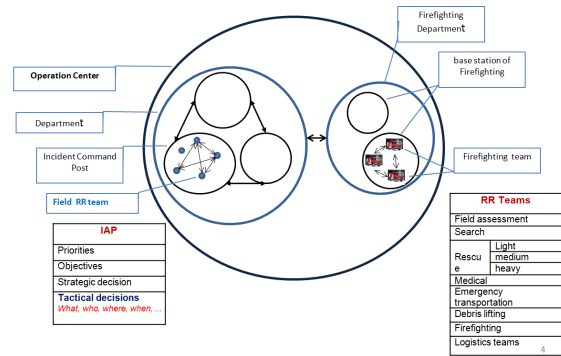 Firefighting
Department
Operation Center
base station of
Firefighting
Department
Incident Command
Post
Firefighting team
Field RR team
IAP
Priorities
Objectives
Strategic decision
Tactical decisions
What, who, where, when, ...
RR Teams
Field assessment
Search
Rescu
e
Light
medium
heavy
Medical
Emergency
transportation
Debris lifting
Firefighting
Logistics teams
4